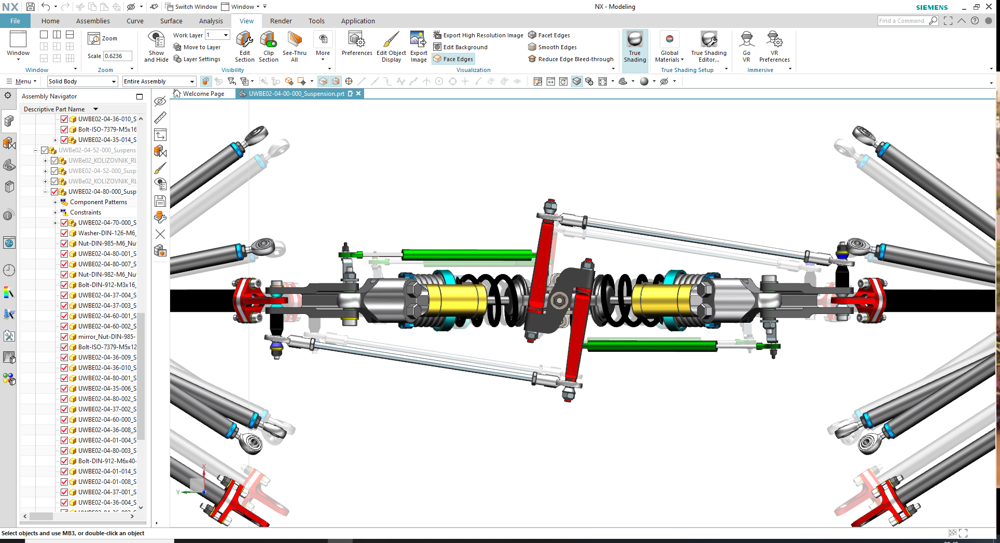 NX
Switch Window
Window
NX - Modeling
SIEMENS
File
Home
Assemblies
Curve
Surface
Analysis
View
Render
Tools
Application
Find a Command
Window
Window
Zoom
Scale 0.6236
Zoom
Show and Hide
Work Layer 1
Move to Layer
Layer Settings
Edit Section
Clip Section
See-Thru All
More
Visibility
Preferences
Edit Object Display
Export Image
Export High Resolution Image
Edit Background
Face Edges
Facet Edges
Smooth Edges
Reduce Edge Bleed-through
Visualization
True Shading
Global Materials
True Shading Editor...
True Shading Setup
Go VR
VR Preferences
Immersive
Menu
Solid Body
Entire Assembly
Assembly Navigator
Welcome Page
UWBE02-04-00-000_Suspension.prt
Descriptive Part Name
UWBE02-04-36-010_S
Bolt-ISO-7379-M5x16
UWBE02-04-35-014_S
UWBe02-04-52-000_Suspens
UWBe02_KOLIZOVNIK_RL
UWBE02-04-52-000_Susp
UWBe02_KOLIZOVNIK_RL
UWBE02-04-80-000_Susp
Component Patterns
Constraints
UWBE02-04-70-000_S
Washer-DIN-126-M6_
Nut-DIN-985-M6_Nu
UWBE02-04-80-001_S
UWBE02-04-80-007_S
Nut-DIN-982-M6_Nu
Bolt-DIN-912-M3x16_
UWBE02-04-37-004_S
UWBE02-04-37-003_S
UWBE02-04-60-001_S
UWBE02-04-60-002_S
mirror_Nut-DIN-985-
Bolt-ISO-7379-M5x12
UWBE02-04-36-009_S
UWBE02-04-36-010_S
UWBE02-04-80-001_S
UWBE02-04-35-006_S
UWBE02-04-80-002_S
UWBE02-04-37-002_S
UWBE02-04-60-000_S
UWBE02-04-36-008_S
UWBE02-04-01-004_S
UWBE02-04-80-003_S
Bolt-DIN-912-M6x40-
UWBE02-04-01-014_S
UWBE02-04-01-008_S
UWBE02-04-37-001_S
UWBE02-04-36-004_S
X
Y
Select objects and use MB3, or double-click an object